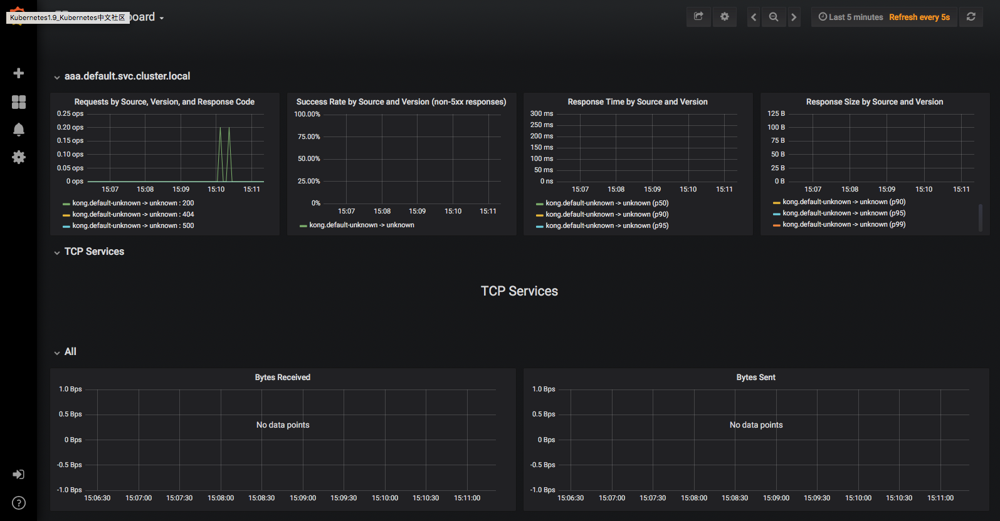 Kubernetes1.9_Kubernetes中文社区
board
Last 5 minutes Refresh every 5s
aaa.default.svc.cluster.local
Requests by Source, Version, and Response Code
0.25 ops
0.20 ops
0.15 ops
0.10 ops
0.05 ops
0 ops
15:07 15:08 15:09 15:10 15:11
kong.default-unknown -> unknown : 200
kong.default-unknown -> unknown : 404
kong.default-unknown -> unknown : 500
Success Rate by Source and Version (non-5xx responses)
100.00%
75.00%
50.00%
25.00%
0%
15:07 15:08 15:09 15:10 15:11
kong.default-unknown -> unknown
Response Time by Source and Version
300 ms
250 ms
200 ms
150 ms
100 ms
50 ms
0 ns
15:07 15:08 15:09 15:10 15:11
kong.default-unknown -> unknown (p50)
kong.default-unknown -> unknown (p90)
kong.default-unknown -> unknown (p95)
Response Size by Source and Version
125 B
100 B
75 B
50 B
25 B
0 B
15:07 15:08 15:09 15:10 15:11
kong.default-unknown -> unknown (p90)
kong.default-unknown -> unknown (p95)
kong.default-unknown -> unknown (p99)
TCP Services
TCP Services
All
Bytes Received
1.0 Bps
0.5 Bps
0 Bps
-0.5 Bps
-1.0 Bps
No data points
15:06:30 15:07:00 15:07:30 15:08:00 15:08:30 15:09:00 15:09:30 15:10:00 15:10:30 15:11:00
Bytes Sent
1.0 Bps
0.5 Bps
0 Bps
-0.5 Bps
-1.0 Bps
No data points
15:06:30 15:07:00 15:07:30 15:08:00 15:08:30 15:09:00 15:09:30 15:10:00 15:10:30 15:11:00